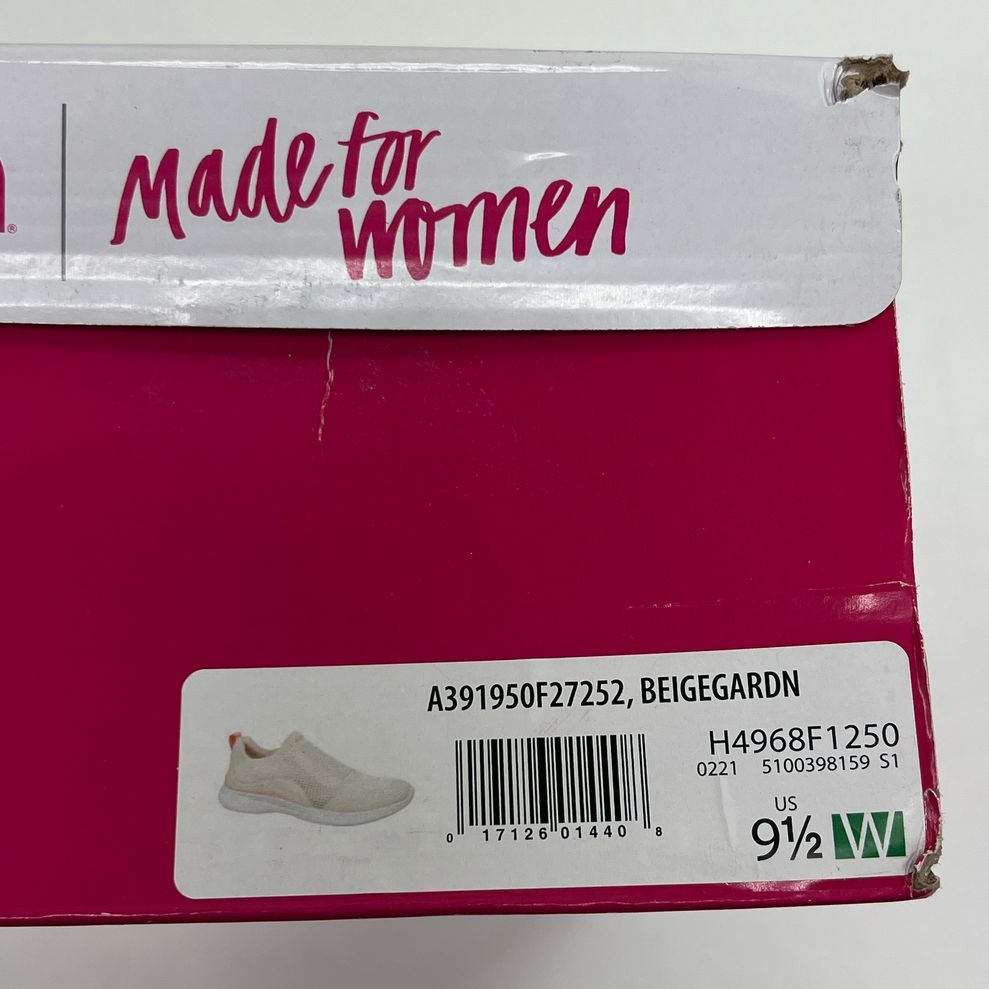 ®
Made for
women
A391950F27252, BEIGEGARDN
H4968F1250
0221 5100398159 S1
0 17126 01440 8
US
9½ W